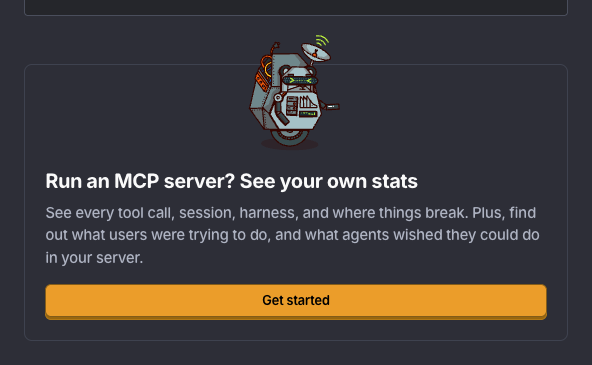 Run an MCP server? See your own stats
See every tool call, session, harness, and where things break. Plus, find
out what users were trying to do, and what agents wished they could do
in your server.
Get started